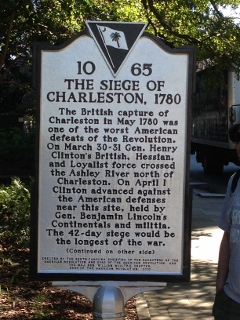 10 65
THE SIEGE OF
CHARLESTON, 1780
The British capture of
Charleston in May 1780 was
one of the worst American
defeats of the Revolution.
On March 30-31 Gen. Henry
Clinton's British, Hessian,
and Loyalist force crossed
the Ashley River north of
Charleston. On April 1
Clinton advanced against
the American defenses
near this site, held by
Gen. Benjamin Lincoln's
Continentals and militia.
The 42-day siege would be
the longest of the war.
(Continued on other side)